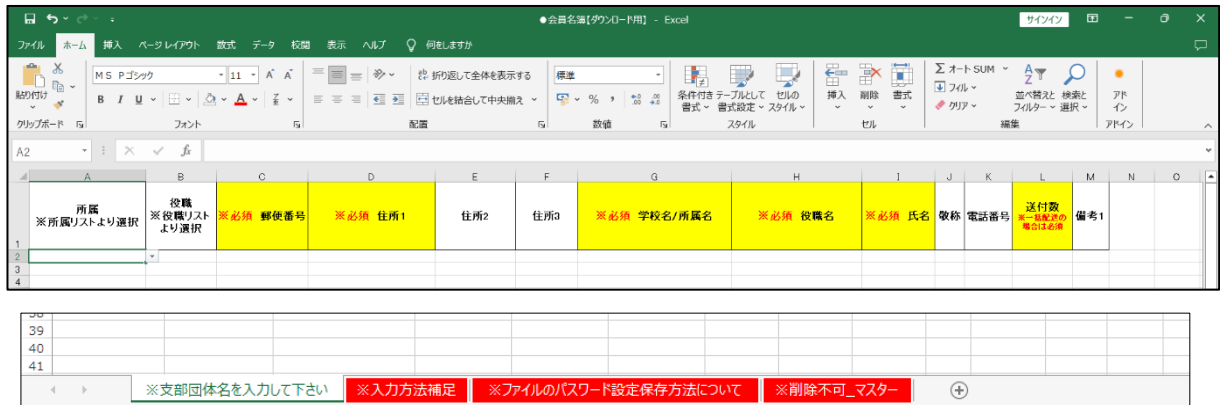 ●会員名簿【ダウンロード用】 - Excel
サインイン
ファイル ホーム 挿入 ページ レイアウト 数式 データ 校閲 表示 ヘルプ 何をしますか
貼り付け
MS Pゴシック 11 A A
B I U A
折り返して全体を表示する
セルを結合して中央揃え
標準
% ,
条件付き書式
テーブルとして書式設定
セルのスタイル
挿入 削除 書式
Σ オート SUM
フィル
クリア
並べ替えと フィルター
検索と 選択
アド イン
クリップボード フォント 配置 数値 スタイル セル 編集 アドイン
A2 fx
A B C D E F G H I J K L M N O
1
所属
※所属リストより選択
役職
※役職リスト
より選択
※必須 郵便番号
※必須 住所1
住所2
住所3
※必須 学校名/所属名
※必須 役職名
※必須 氏名
敬称
電話番号
送付数
※一括配送の
場合は必須
備考1
2
3
4
39
40
41
※支部団体名を入力して下さい ※入力方法補足 ※ファイルのパスワード設定保存方法について ※削除不可_マスター